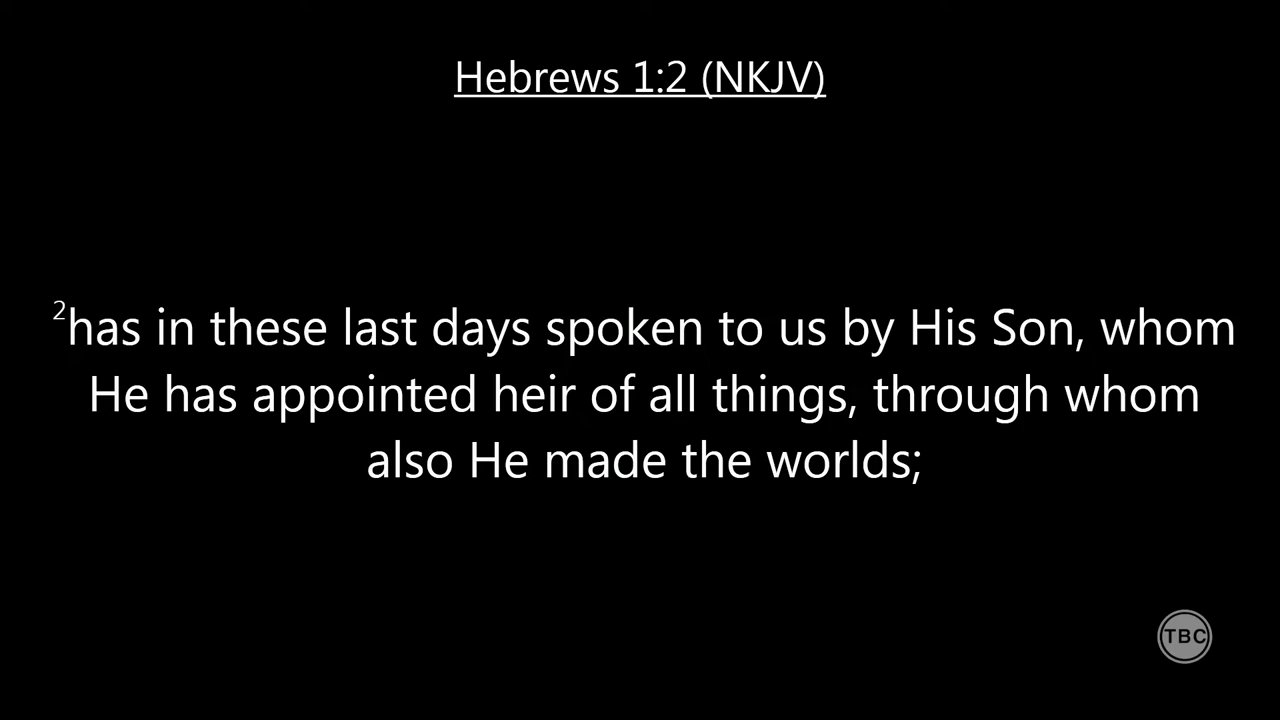 Hebrews 1:2 (NKJV)
2has in these last days spoken to us by His Son, whom
He has appointed heir of all things, through whom
also He made the worlds;
TBC